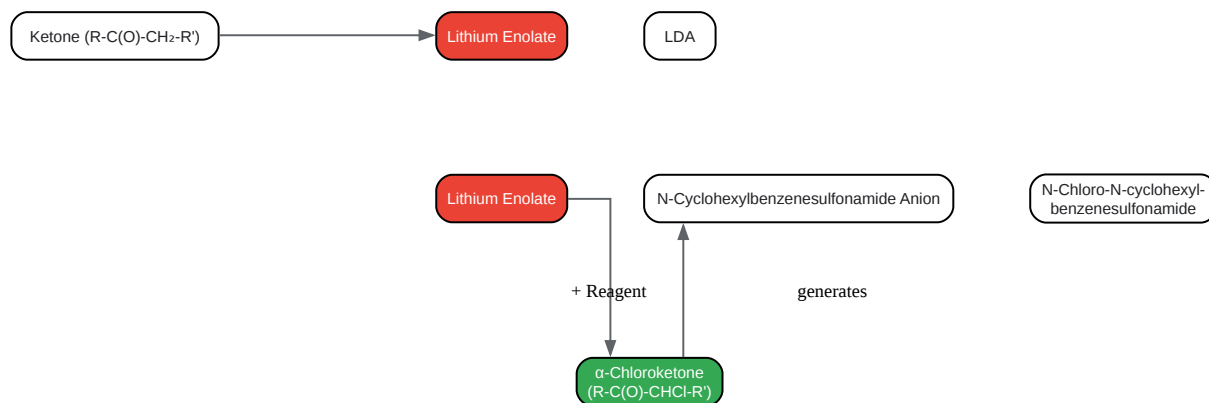 Ketone (R-C(O)-CH₂-R')
Lithium Enolate
LDA
Lithium Enolate
N-Cyclohexylbenzenesulfonamide Anion
N-Chloro-N-cyclohexyl-
benzenesulfonamide
+ Reagent
generates
α-Chloroketone
(R-C(O)-CHCl-R')